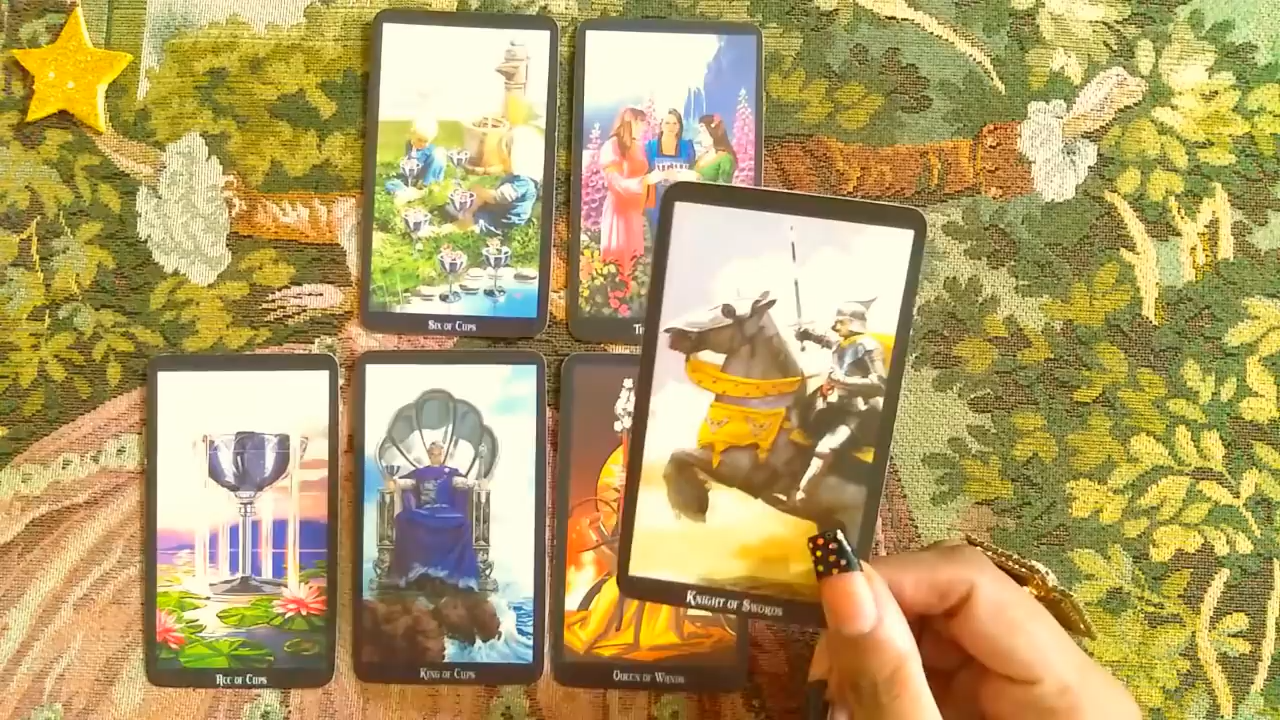 Six of Cups
Knight of Swords
Ace of Cups
King of Cups
Queen of Wands